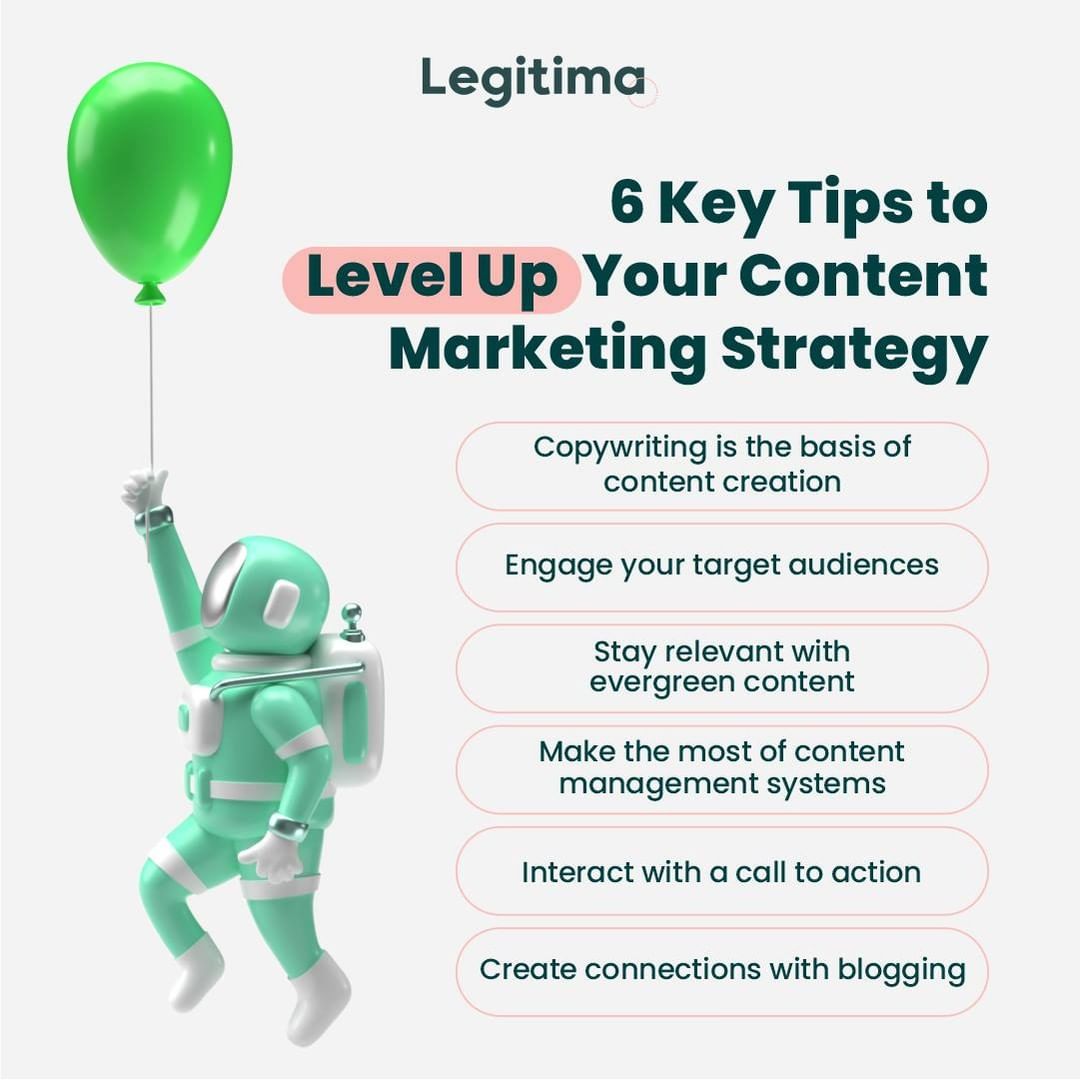 Legitima
6 Key Tips to
Level Up Your Content
Marketing Strategy
Copywriting is the basis of
content creation
Engage your target audiences
Stay relevant with
evergreen content
Make the most of content
management systems
Interact with a call to action
Create connections with blogging